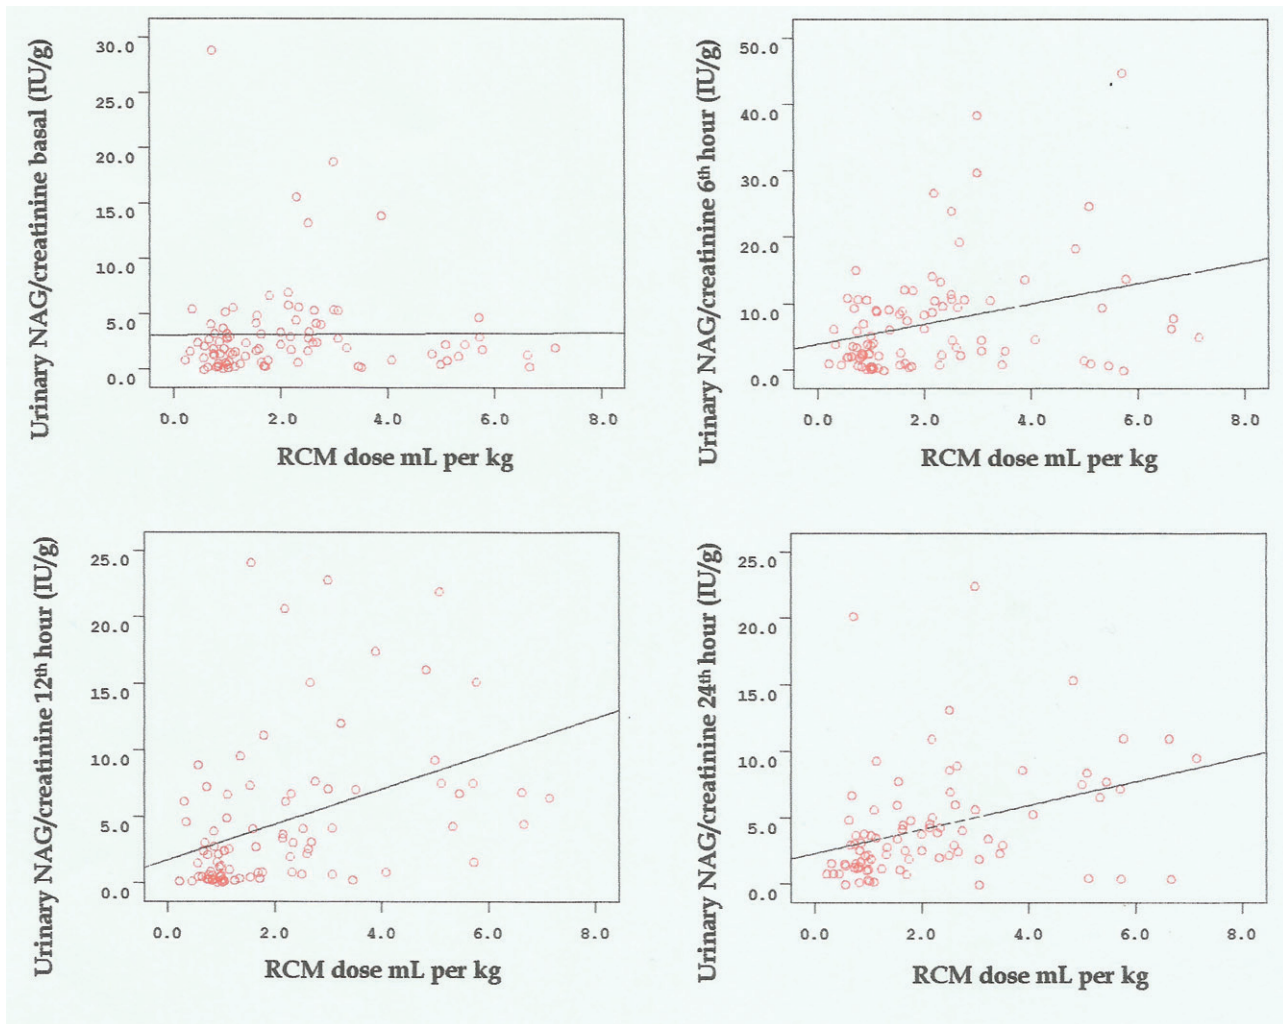 Urinary NAG/creatinine basal (IU/g)
30.0
25.0
20.0
15.0
10.0
5.0
0.0
0.0 2.0 4.0 6.0 8.0
RCM dose mL per kg
Urinary NAG/creatinine 6th hour (IU/g)
50.0
40.0
30.0
20.0
10.0
0.0
0.0 2.0 4.0 6.0 8.0
RCM dose mL per kg
Urinary NAG/creatinine 12th hour (IU/g)
25.0
20.0
15.0
10.0
5.0
0.0
0.0 2.0 4.0 6.0 8.0
RCM dose mL per kg
Urinary NAG/creatinine 24th hour (IU/g)
25.0
20.0
15.0
10.0
5.0
0.0
0.0 2.0 4.0 6.0 8.0
RCM dose mL per kg